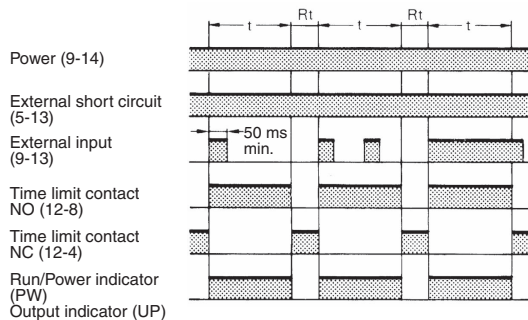 t Rt t Rt t
Power (9-14)
External short circuit
(5-13)
External input
(9-13)
50 ms
min.
Time limit contact
NO (12-8)
Time limit contact
NC (12-4)
Run/Power indicator
(PW)
Output indicator (UP)